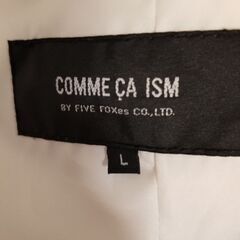 COMME ÇA ISM
BY FIVE FOXes CO.,LTD.
L